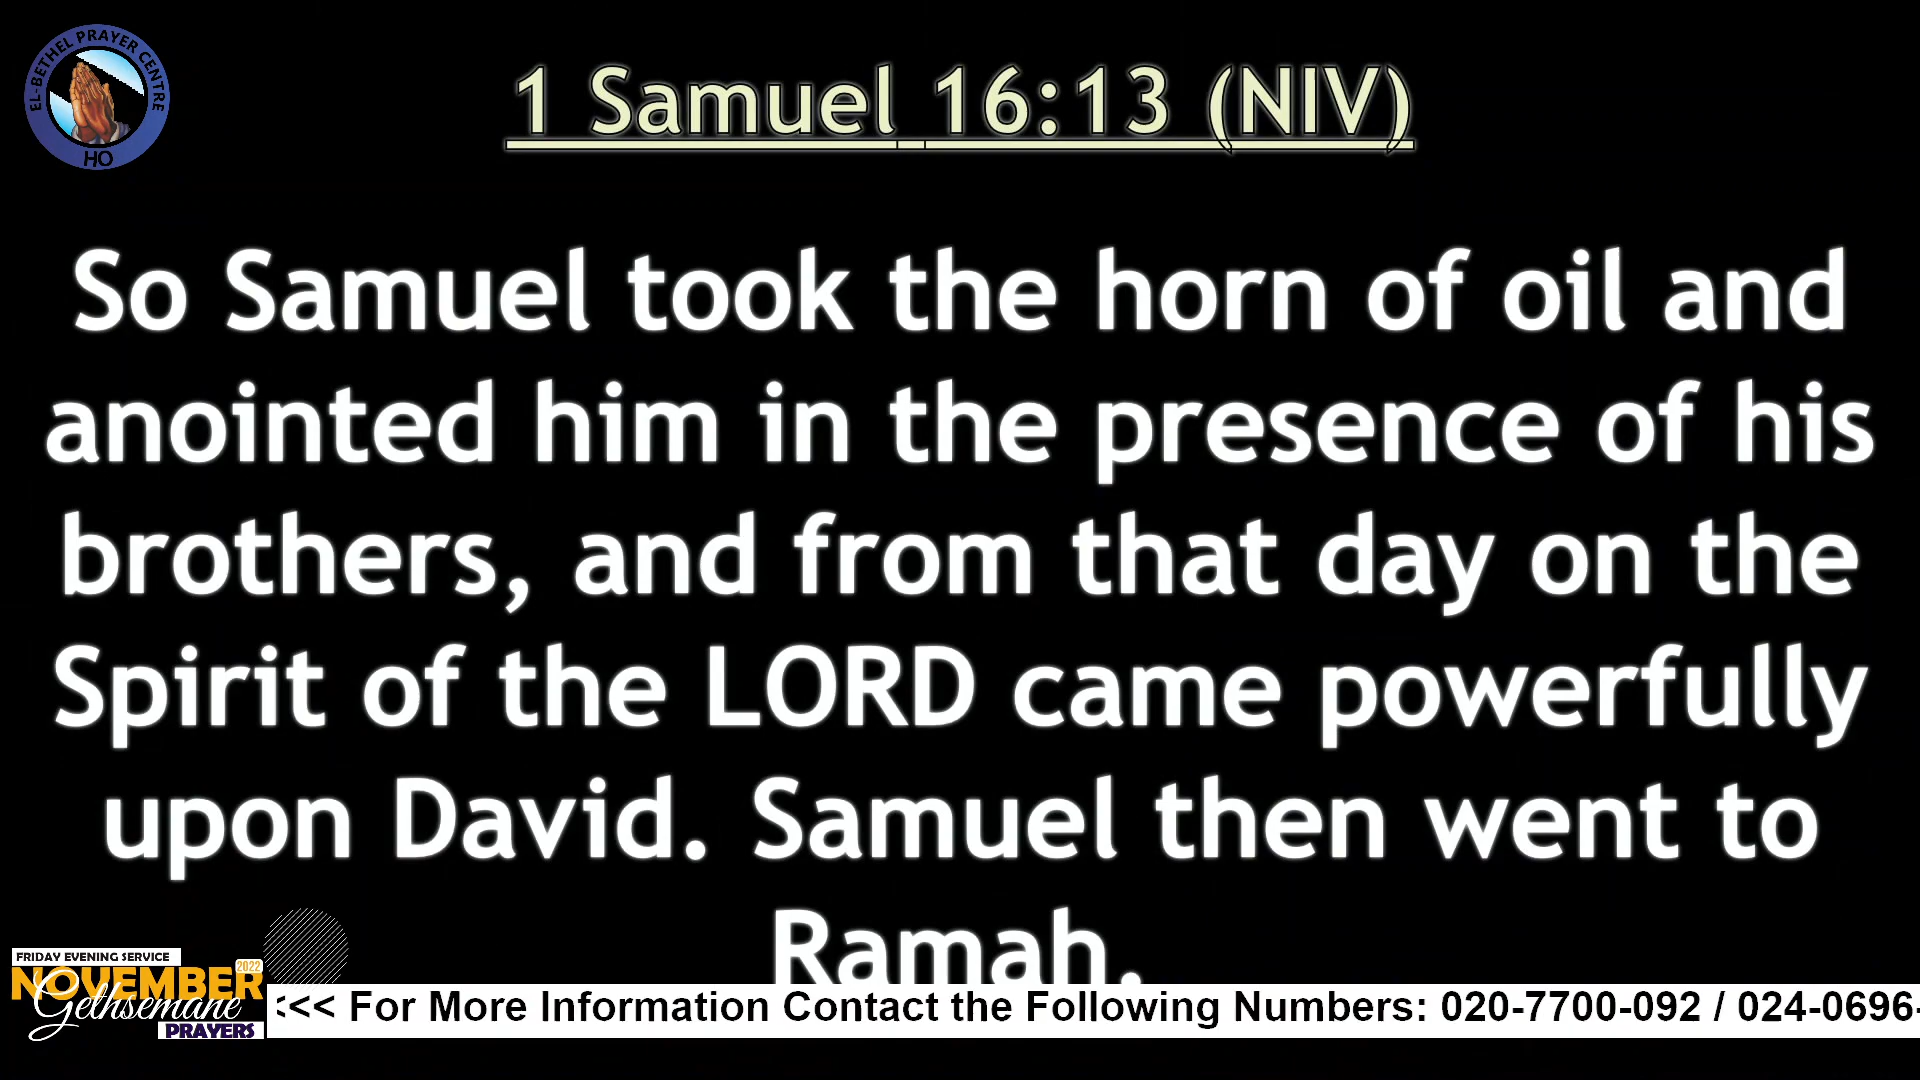 EL-BETHEL PRAYER CENTRE
HO
1 Samuel 16:13 (NIV)
So Samuel took the horn of oil and
anointed him in the presence of his
brothers, and from that day on the
Spirit of the LORD came powerfully
upon David. Samuel then went to
Ramah.
FRIDAY EVENING SERVICE
2022
NOVEMBER
Gethsemane
PRAYERS
<<< For More Information Contact the Following Numbers: 020-7700-092 / 024-0696-